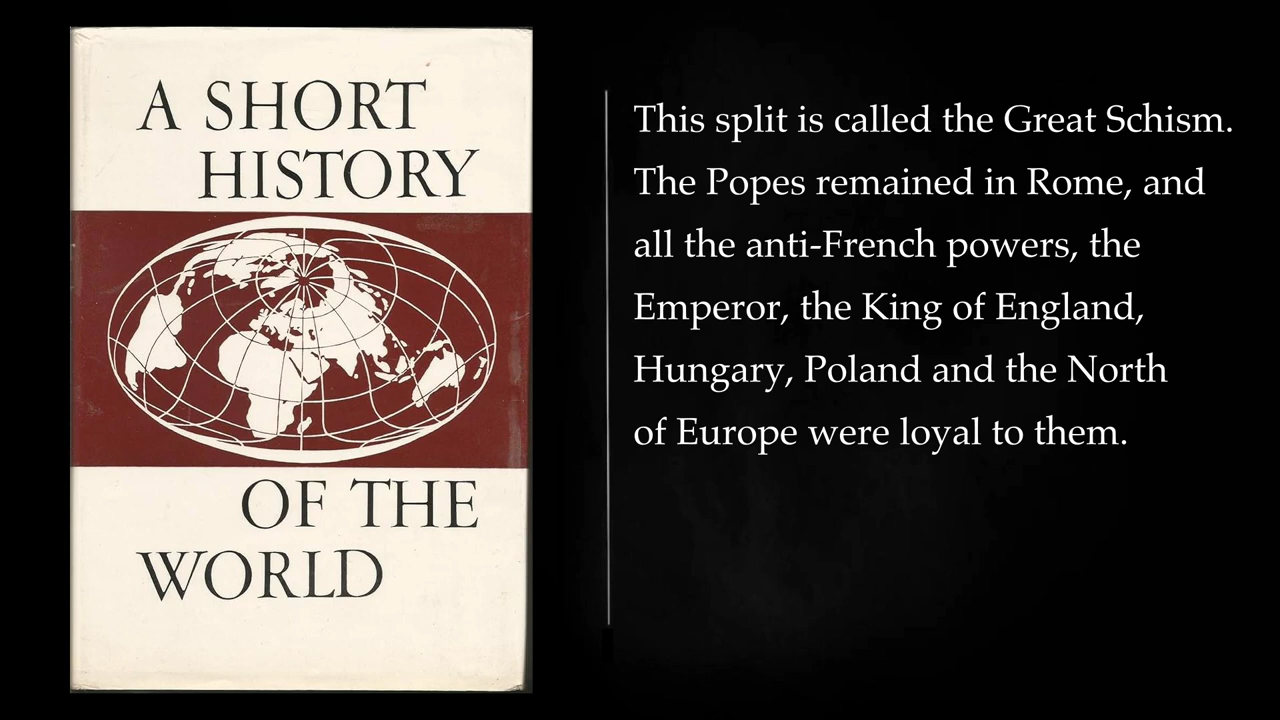 A SHORT
HISTORY
OF THE
WORLD
This split is called the Great Schism.
The Popes remained in Rome, and
all the anti-French powers, the
Emperor, the King of England,
Hungary, Poland and the North
of Europe were loyal to them.